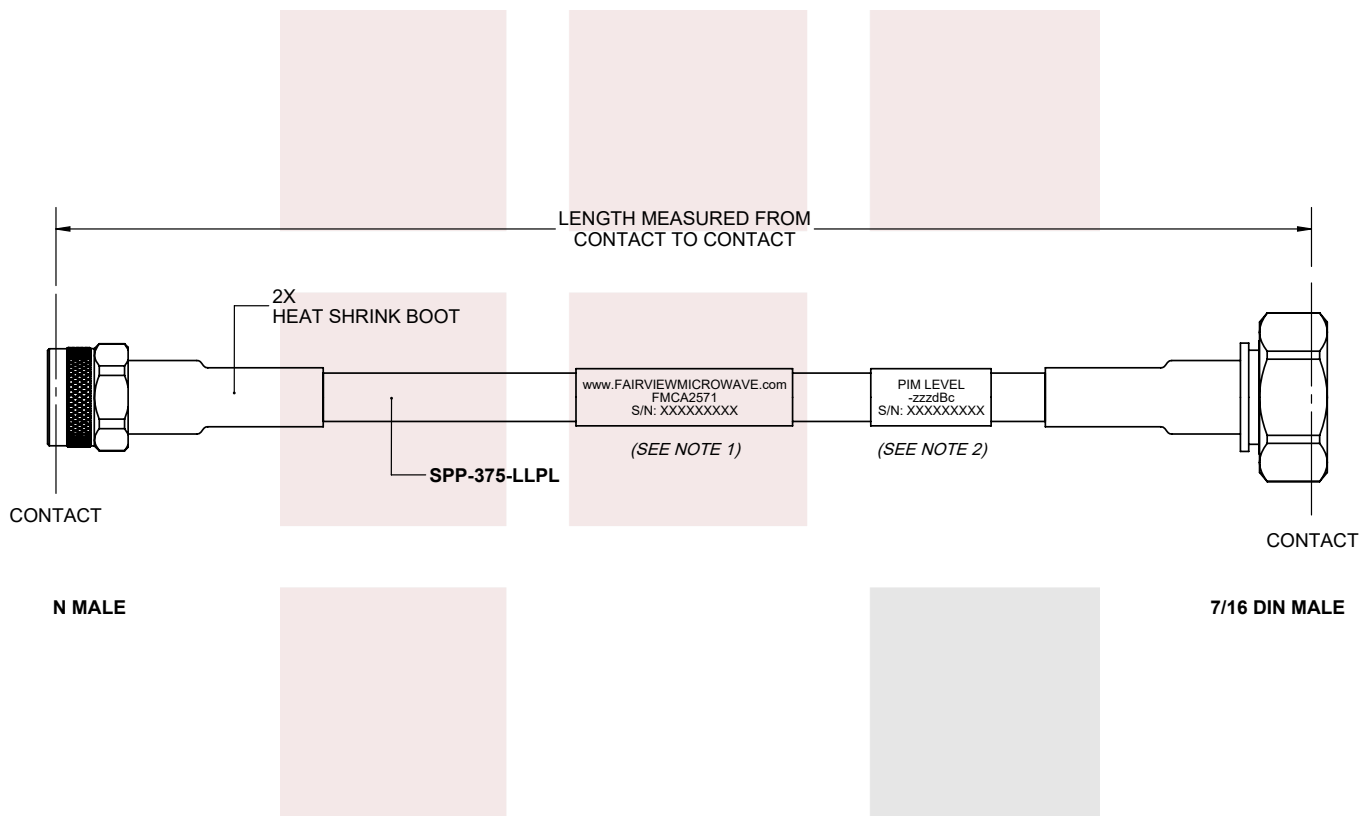 LENGTH MEASURED FROM
CONTACT TO CONTACT
2X
HEAT SHRINK BOOT
www.FAIRVIEWMICROWAVE.com
FMCA2571
S/N: XXXXXXXXX
PIM LEVEL
-zzzdBc
S/N: XXXXXXXXX
(SEE NOTE 1)
(SEE NOTE 2)
SPP-375-LLPL
CONTACT
CONTACT
N MALE
7/16 DIN MALE